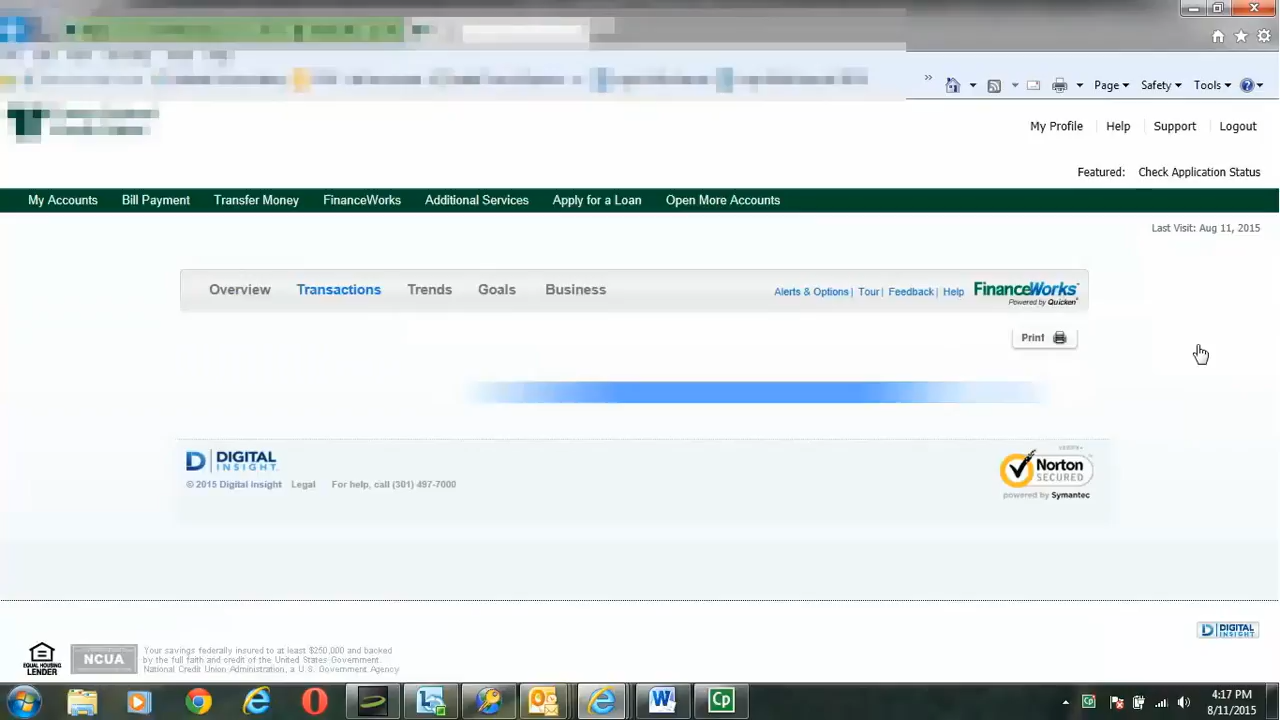 Page
Safety
Tools
My Profile
Help
Support
Logout
Featured: Check Application Status
My Accounts
Bill Payment
Transfer Money
FinanceWorks
Additional Services
Apply for a Loan
Open More Accounts
Last Visit: Aug 11, 2015
Overview
Transactions
Trends
Goals
Business
Alerts & Options | Tour | Feedback | Help
FinanceWorks
Powered by Quicken
Print
DIGITAL
INSIGHT
© 2015 Digital Insight Legal For help, call (301) 497-7000
Norton
SECURED
powered by Symantec
DIGITAL
INSIGHT
EQUAL HOUSING
LENDER
NCUA
Your savings federally insured to at least $250,000 and backed
by the full faith and credit of the United States Government.
National Credit Union Administration, a U.S. Government Agency
4:17 PM
8/11/2015